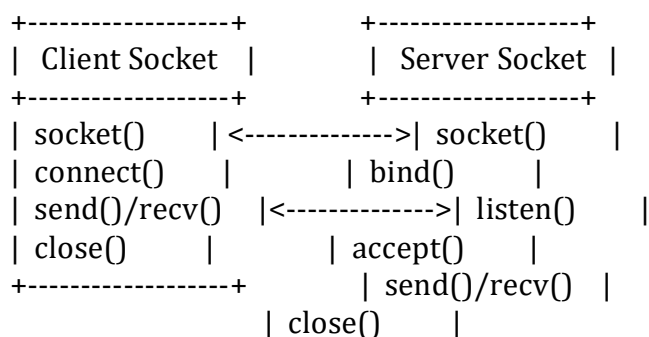 +-------------------+ +-------------------+
| Client Socket | | Server Socket |
+-------------------+ +-------------------+
| socket() | <-------------->| socket() |
| connect() | | bind() |
| send()/recv() |<-------------->| listen() |
| close() | | accept() |
+-------------------+ | send()/recv() |
| close() |